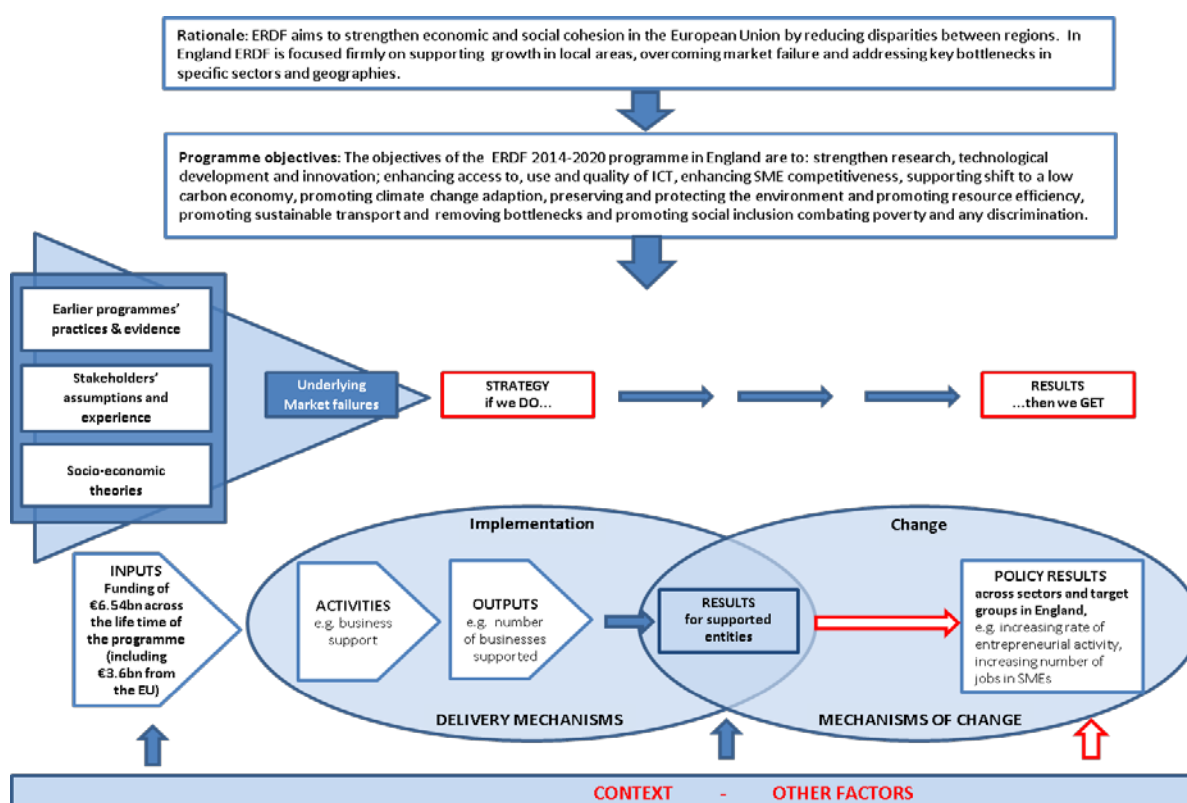 Rationale: ERDF aims to strengthen economic and social cohesion in the European Union by reducing disparities between regions. In
England ERDF is focused firmly on supporting growth in local areas, overcoming market failure and addressing key bottlenecks in
specific sectors and geographies.
Programme objectives: The objectives of the ERDF 2014-2020 programme in England are to: strengthen research, technological
development and innovation; enhancing access to, use and quality of ICT, enhancing SME competitiveness, supporting shift to a low
carbon economy, promoting climate change adaption, preserving and protecting the environment and promoting resource efficiency,
promoting sustainable transport and removing bottlenecks and promoting social inclusion combating poverty and any discrimination.
Earlier programmes'
practices & evidence
Stakeholders'
assumptions and
experience
Socio-economic
theories
Underlying
Market failures
STRATEGY
if we DO...
RESULTS
...then we GET
Implementation
Change
INPUTS
Funding of
€6.54bn across
the life time of
the programme
(including
€3.6bn from
the EU)
ACTIVITIES
e.g. business
support
OUTPUTS
e.g. number
of businesses
supported
RESULTS
for supported
entities
POLICY RESULTS
across sectors and target
groups in England,
e.g. increasing rate of
entrepreneurial activity,
increasing number of
jobs in SMEs
DELIVERY MECHANISMS
MECHANISMS OF CHANGE
CONTEXT - OTHER FACTORS